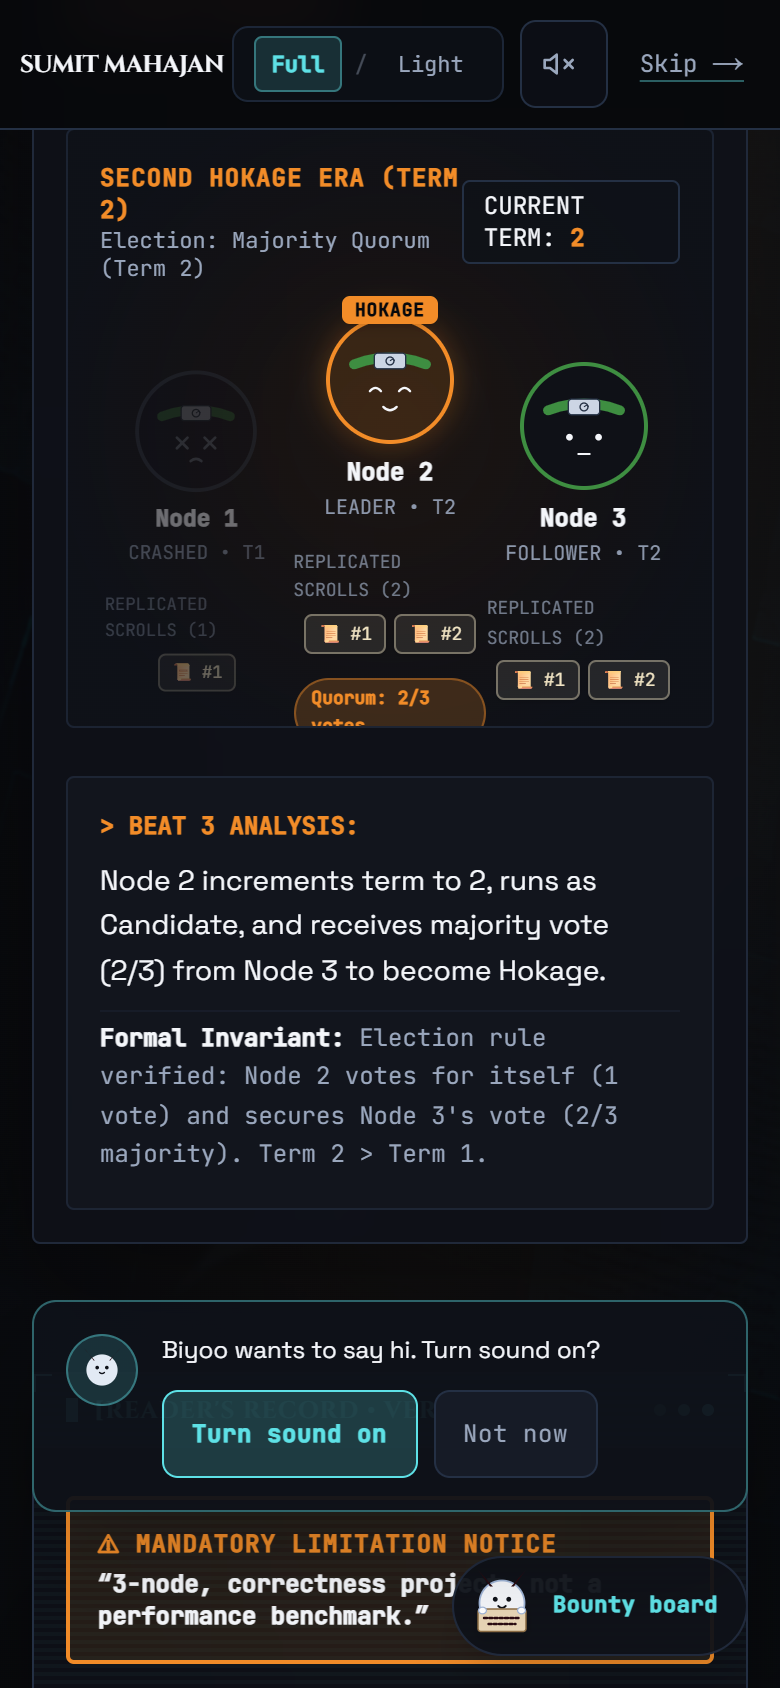 SUMIT MAHAJAN
Full / Light
Skip →
SECOND HOKAGE ERA (TERM
2)
Election: Majority Quorum
(Term 2)
CURRENT
TERM: 2
HOKAGE
Node 1
CRASHED • T1
REPLICATED
SCROLLS (1)
#1
Node 2
LEADER • T2
REPLICATED
SCROLLS (2)
#1 #2
Quorum: 2/3
votes
Node 3
FOLLOWER • T2
REPLICATED
SCROLLS (2)
#1 #2
> BEAT 3 ANALYSIS:
Node 2 increments term to 2, runs as
Candidate, and receives majority vote
(2/3) from Node 3 to become Hokage.
Formal Invariant: Election rule
verified: Node 2 votes for itself (1
vote) and secures Node 3's vote (2/3
majority). Term 2 > Term 1.
Biyoo wants to say hi. Turn sound on?
Turn sound on
Not now
READER'S RECORD •
⚠ MANDATORY LIMITATION NOTICE
“3-node, correctness project, not a
performance benchmark.”
Bounty board